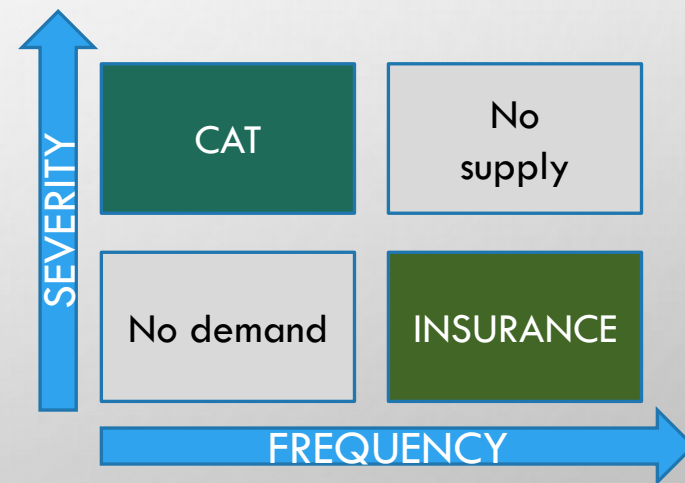 SEVERITY
CAT
No
supply
No demand
INSURANCE
FREQUENCY